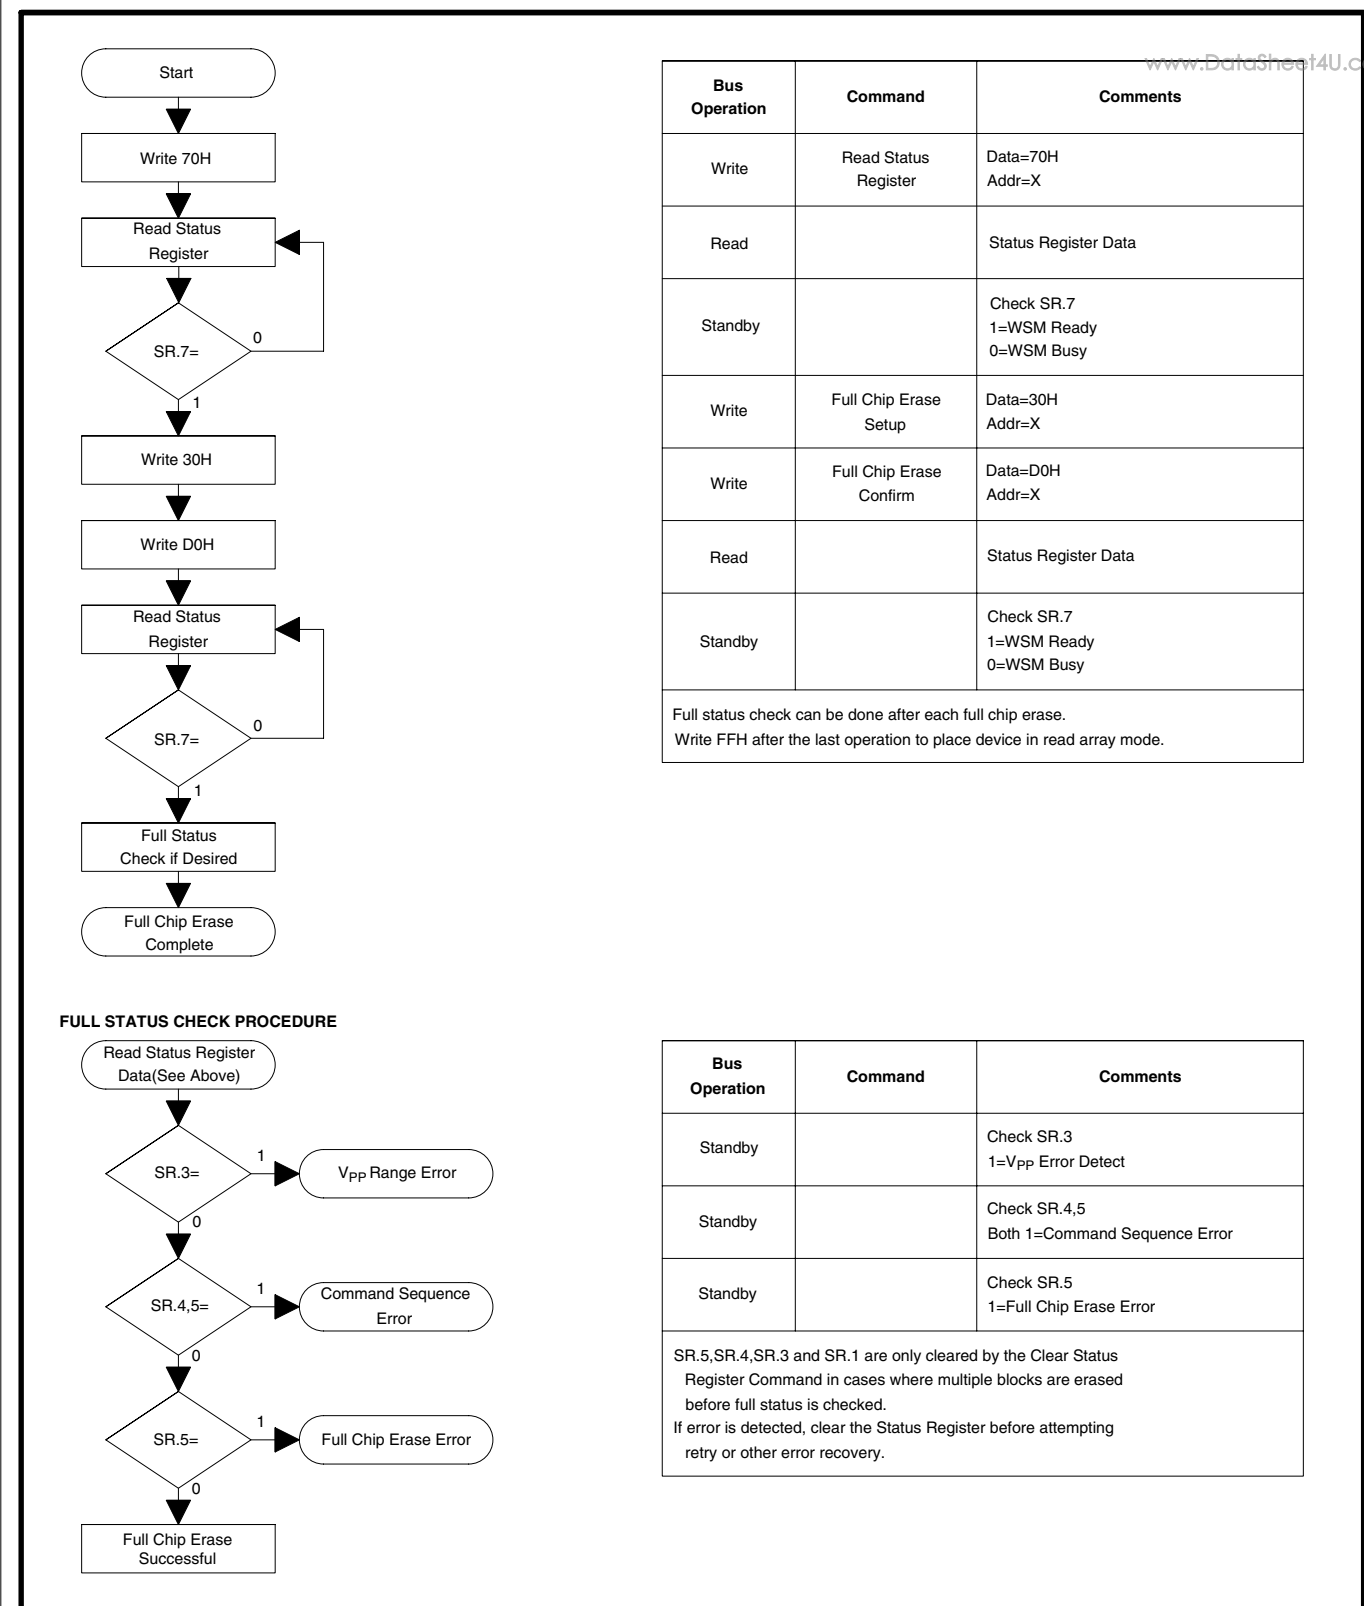 www.DataSheet4U.c
Start
Write 70H
Read Status
Register
SR.7=
0
1
Write 30H
Write D0H
Read Status
Register
SR.7=
0
1
Full Status
Check if Desired
Full Chip Erase
Complete
Bus
Operation
Command
Comments
Write
Read Status
Register
Data=70H
Addr=X
Read
Status Register Data
Standby
Check SR.7
1=WSM Ready
0=WSM Busy
Write
Full Chip Erase
Setup
Data=30H
Addr=X
Write
Full Chip Erase
Confirm
Data=D0H
Addr=X
Read
Status Register Data
Standby
Check SR.7
1=WSM Ready
0=WSM Busy
Full status check can be done after each full chip erase.
Write FFH after the last operation to place device in read array mode.
FULL STATUS CHECK PROCEDURE
Read Status Register
Data(See Above)
SR.3=
1
VPP Range Error
0
SR.4,5=
1
Command Sequence
Error
0
SR.5=
1
Full Chip Erase Error
0
Full Chip Erase
Successful
Bus
Operation
Command
Comments
Standby
Check SR.3
1=VPP Error Detect
Standby
Check SR.4,5
Both 1=Command Sequence Error
Standby
Check SR.5
1=Full Chip Erase Error
SR.5,SR.4,SR.3 and SR.1 are only cleared by the Clear Status
Register Command in cases where multiple blocks are erased
before full status is checked.
If error is detected, clear the Status Register before attempting
retry or other error recovery.